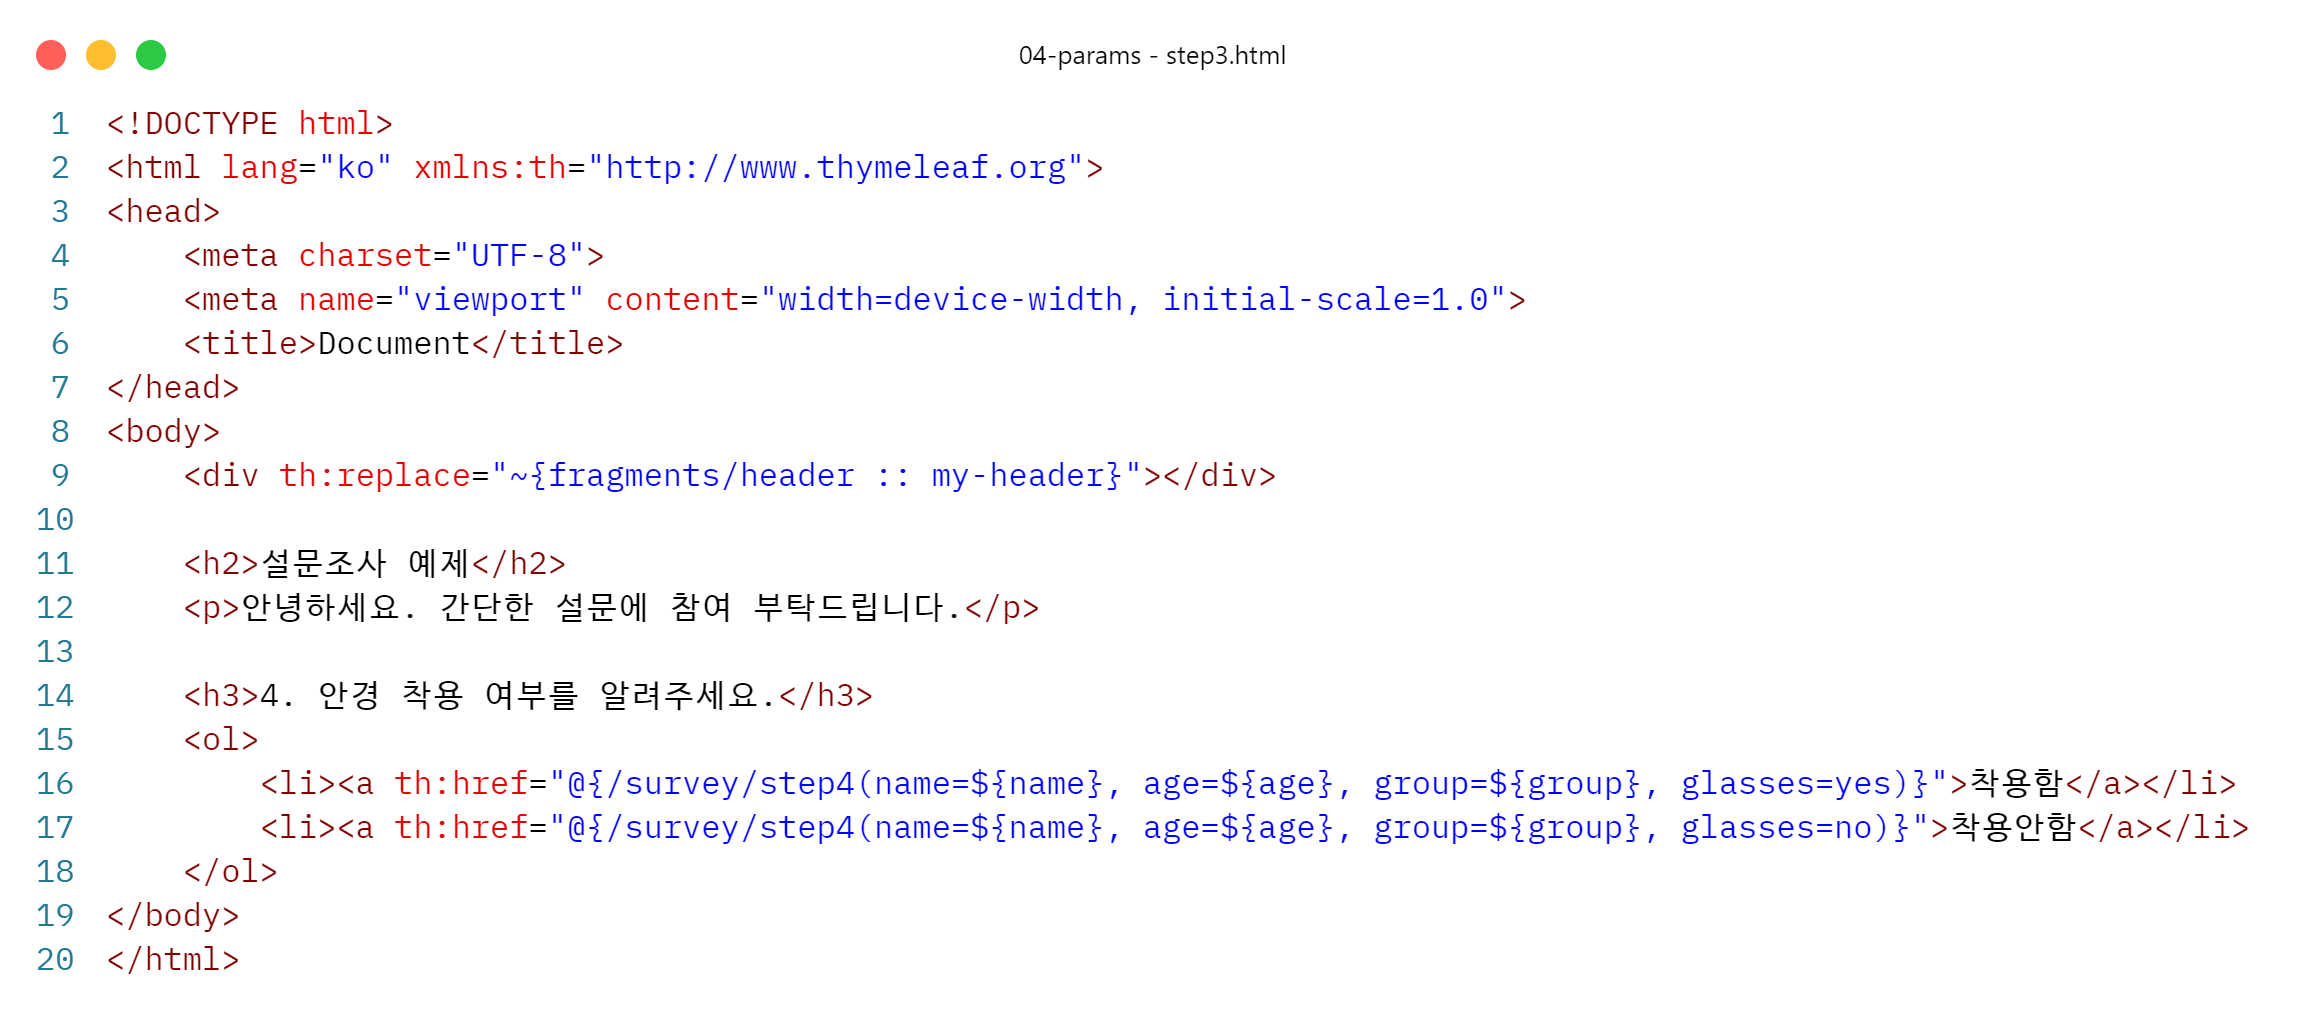 04-params - step3.html
1 <!DOCTYPE html>
2 <html lang="ko" xmlns:th="http://www.thymeleaf.org">
3 <head>
4     <meta charset="UTF-8">
5     <meta name="viewport" content="width=device-width, initial-scale=1.0">
6     <title>Document</title>
7 </head>
8 <body>
9     <div th:replace="~{fragments/header :: my-header}"></div>
10
11     <h2>설문조사 예제</h2>
12     <p>안녕하세요. 간단한 설문에 참여 부탁드립니다.</p>
13
14     <h3>4. 안경 착용 여부를 알려주세요.</h3>
15     <ol>
16         <li><a th:href="@{/survey/step4(name=${name}, age=${age}, group=${group}, glasses=yes)}">착용함</a></li>
17         <li><a th:href="@{/survey/step4(name=${name}, age=${age}, group=${group}, glasses=no)}">착용안함</a></li>
18     </ol>
19 </body>
20 </html>